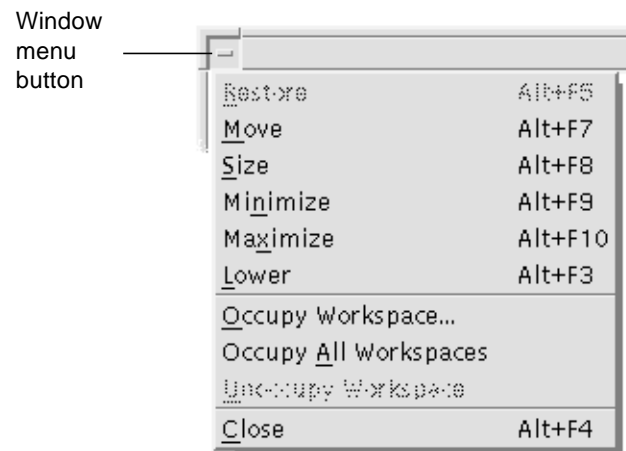 Window
menu
button
Restore Alt+F5
Move Alt+F7
Size Alt+F8
Minimize Alt+F9
Maximize Alt+F10
Lower Alt+F3
Occupy Workspace...
Occupy All Workspaces
Unoccupy Workspace
Close Alt+F4